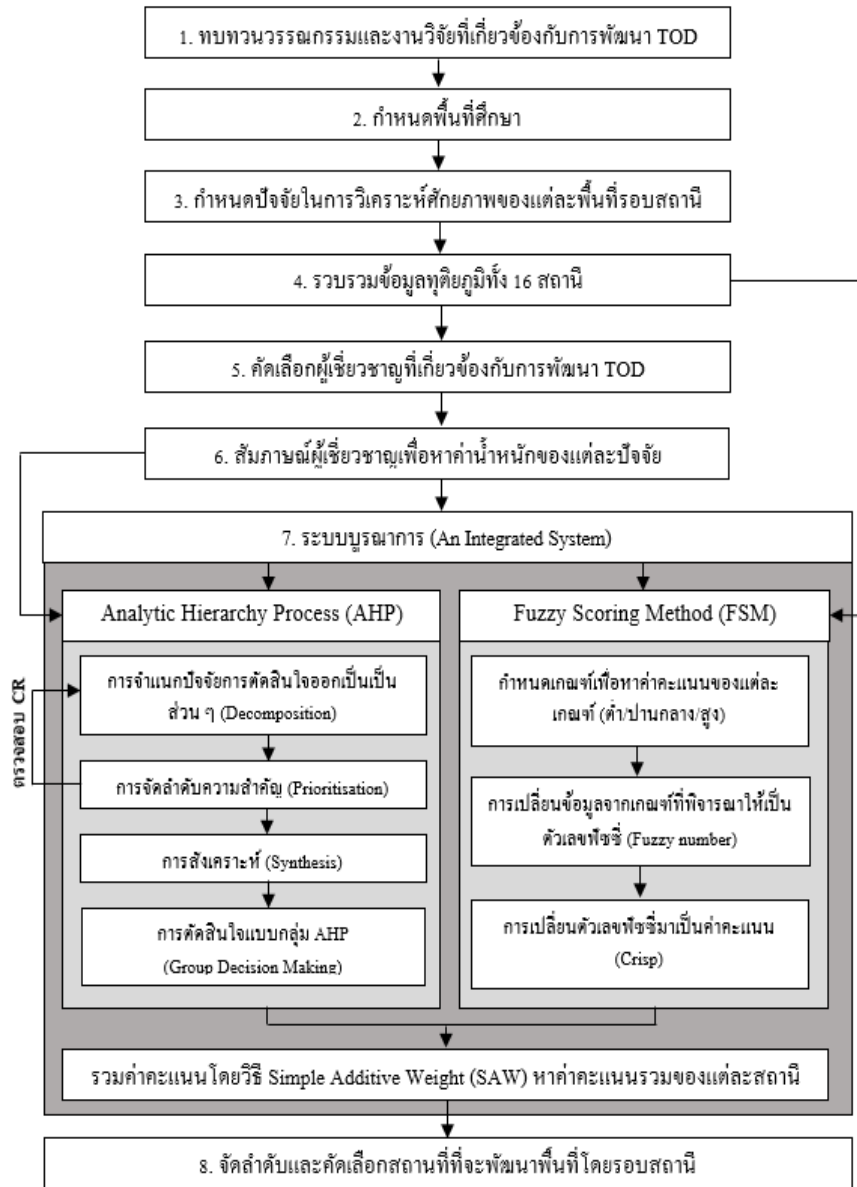 1. ทบทวนวรรณกรรมและงานวิจัยที่เกี่ยวข้องกับการพัฒนา TOD
2. กำหนดพื้นที่ศึกษา
3. กำหนดปัจจัยในการวิเคราะห์ศักยภาพของแต่ละพื้นที่รอบสถานี
4. รวบรวมข้อมูลทุติยภูมิทั้ง 16 สถานี
5. คัดเลือกผู้เชี่ยวชาญที่เกี่ยวข้องกับการพัฒนา TOD
6. สัมภาษณ์ผู้เชี่ยวชาญเพื่อหาค่าน้ำหนักของแต่ละปัจจัย
7. ระบบบูรณาการ (An Integrated System)
Analytic Hierarchy Process (AHP)
ตรวจสอบ CR
การจำแนกปัจจัยการตัดสินใจออกเป็นเป็น
ส่วน ๆ (Decomposition)
การจัดลำดับความสำคัญ (Prioritisation)
การสังเคราะห์ (Synthesis)
การตัดสินใจแบบกลุ่ม AHP
(Group Decision Making)
Fuzzy Scoring Method (FSM)
กำหนดเกณฑ์เพื่อหาค่าคะแนนของแต่ละ
เกณฑ์ (ต่ำ/ปานกลาง/สูง)
การเปลี่ยนข้อมูลจากเกณฑ์ที่พิจารณาให้เป็น
ตัวเลขฟัซซี่ (Fuzzy number)
การเปลี่ยนตัวเลขฟัซซี่มาเป็นค่าคะแนน
(Crisp)
รวมค่าคะแนนโดยวิธี Simple Additive Weight (SAW) หาค่าคะแนนรวมของแต่ละสถานี
8. จัดลำดับและคัดเลือกสถานที่ที่จะพัฒนาพื้นที่โดยรอบสถานี